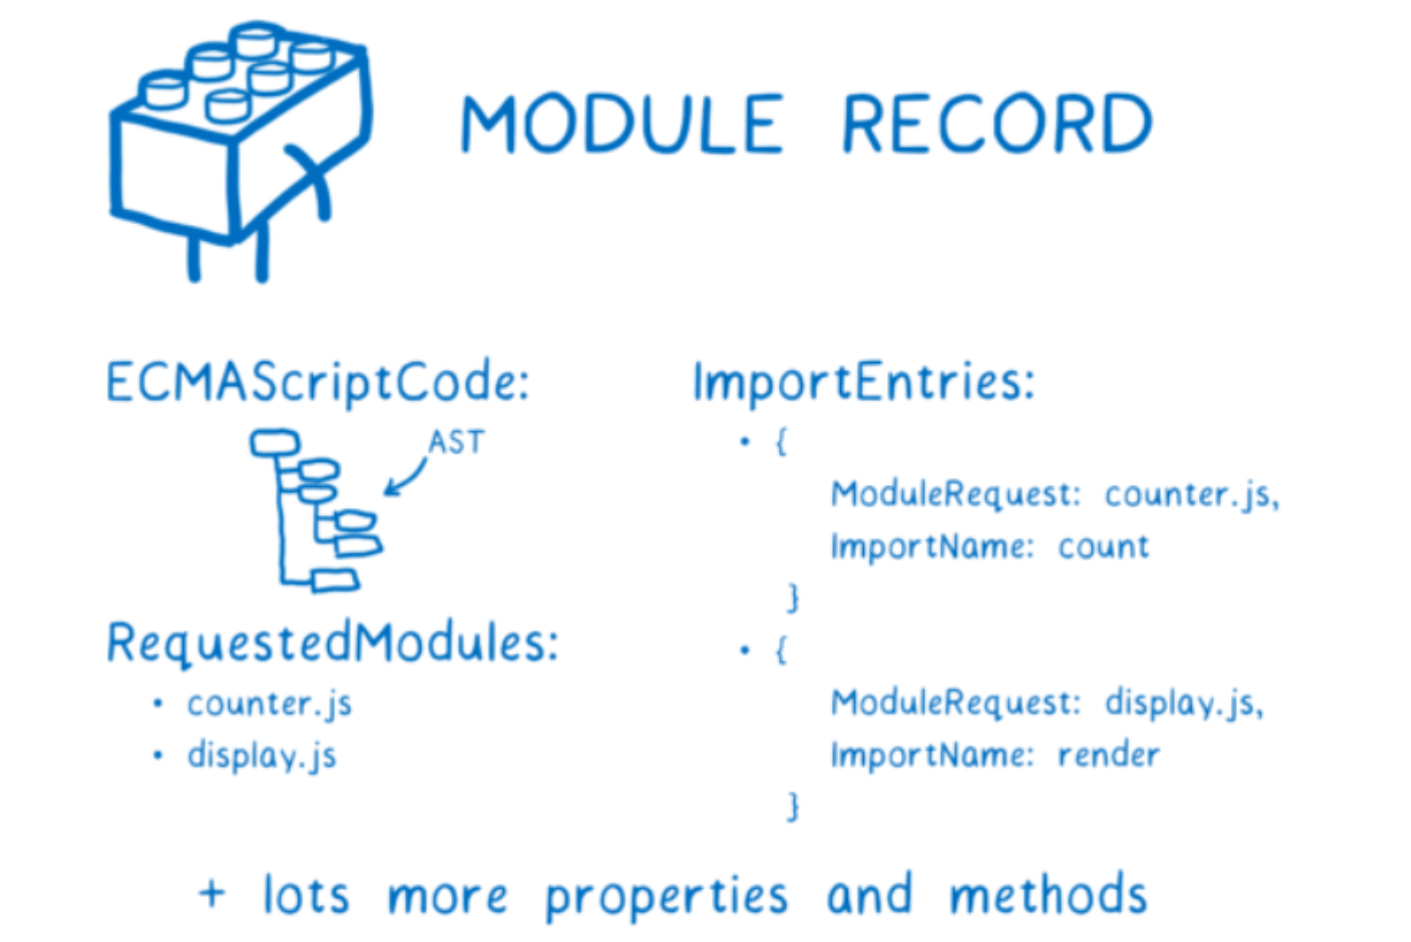 MODULE RECORD
ECMAScriptCode:
AST
RequestedModules:
• counter.js
• display.js
ImportEntries:
• {
ModuleRequest: counter.js,
ImportName: count
}
• {
ModuleRequest: display.js,
ImportName: render
}
+ lots more properties and methods